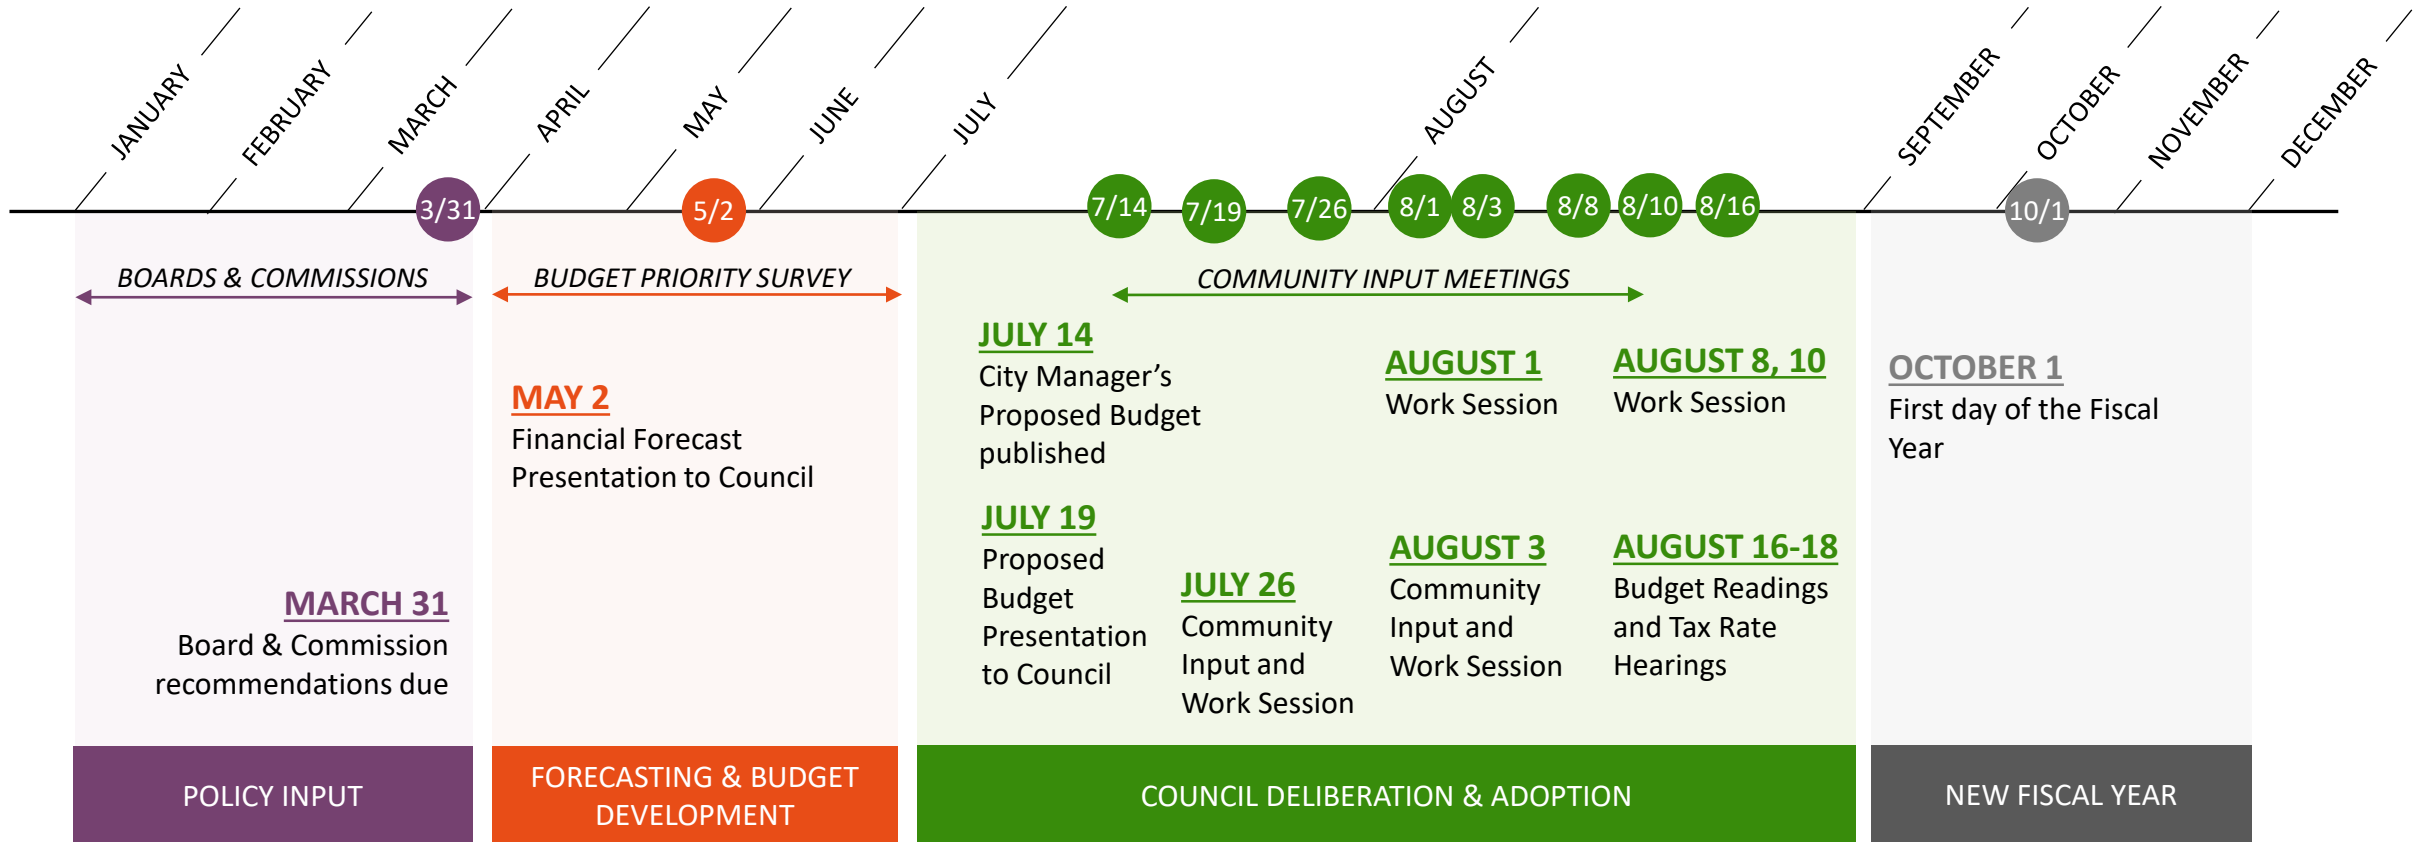 JANUARY
FEBRUARY
MARCH
APRIL
MAY
JUNE
JULY
AUGUST
SEPTEMBER
OCTOBER
NOVEMBER
DECEMBER
3/31
5/2
7/14
7/19
7/26
8/1
8/3
8/8
8/10
8/16
10/1
BOARDS & COMMISSIONS
MARCH 31
Board & Commission
recommendations due
POLICY INPUT
BUDGET PRIORITY SURVEY
MAY 2
Financial Forecast
Presentation to Council
FORECASTING & BUDGET
DEVELOPMENT
COMMUNITY INPUT MEETINGS
JULY 14
City Manager’s
Proposed Budget
published
JULY 19
Proposed
Budget
Presentation
to Council
JULY 26
Community
Input and
Work Session
AUGUST 1
Work Session
AUGUST 3
Community
Input and
Work Session
AUGUST 8, 10
Work Session
AUGUST 16-18
Budget Readings
and Tax Rate
Hearings
COUNCIL DELIBERATION & ADOPTION
OCTOBER 1
First day of the Fiscal
Year
NEW FISCAL YEAR